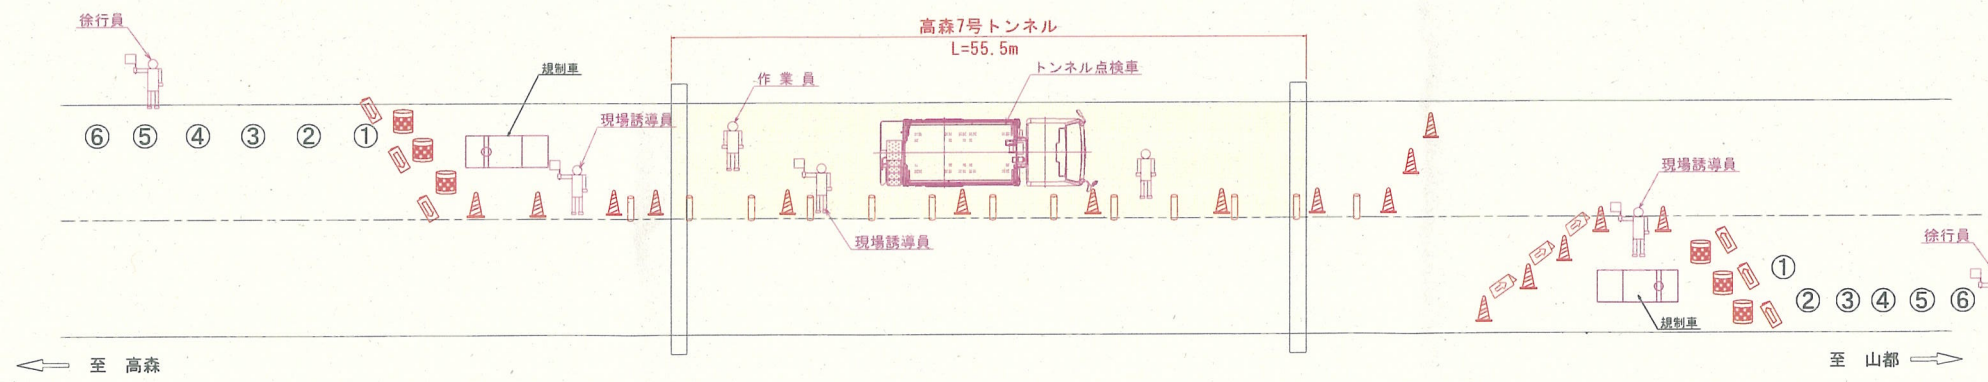 徐行員
高森7号トンネル
L=55.5m
規制車
作業員
トンネル点検車
現場誘導員
⑥ ⑤ ④ ③ ② ①
現場誘導員
現場誘導員
徐行員
①
② ③ ④ ⑤ ⑥
規制車
至 高森
至 山都